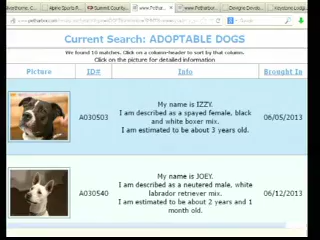 Current Search: ADOPTABLE DOGS
We found 10 matches. Click on a column-header to sort by that column.
Click on the picture for detailed information
Picture ID# Info Brought In
My name is IZZY.
I am described as a spayed female, black
and white boxer mix.
I am estimated to be about 3 years old.
A030503
06/05/2013
My name is JOEY.
I am described as a neutered male, white
labrador retriever mix.
I am estimated to be about 2 years and 1
month old.
A030540
06/12/2013